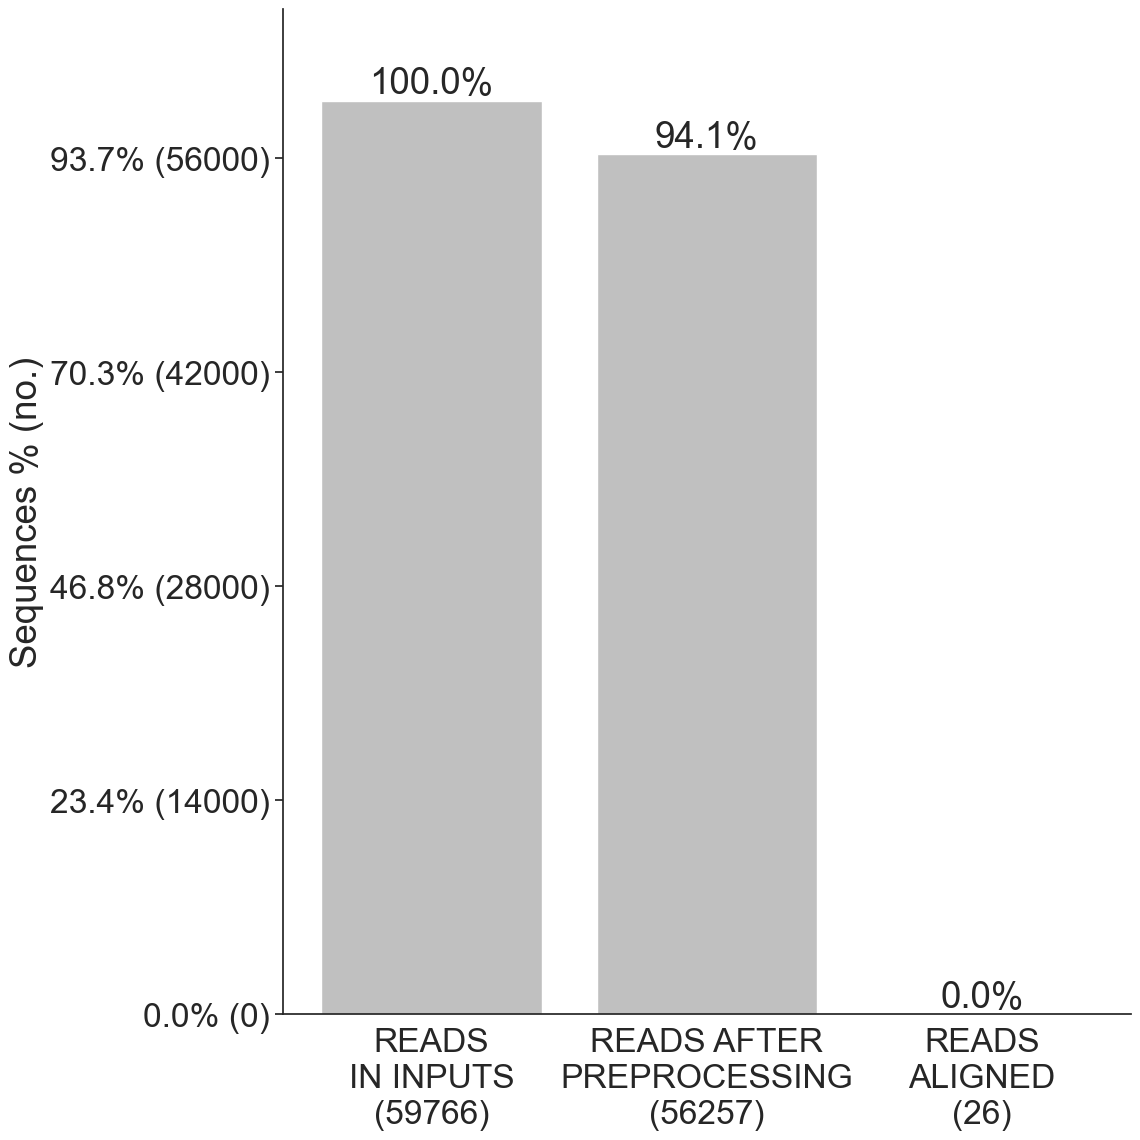 Sequences % (no.)
93.7% (56000)
70.3% (42000)
46.8% (28000)
23.4% (14000)
0.0% (0)
100.0%
94.1%
0.0%
READS
IN INPUTS
(59766)
READS AFTER
PREPROCESSING
(56257)
READS
ALIGNED
(26)